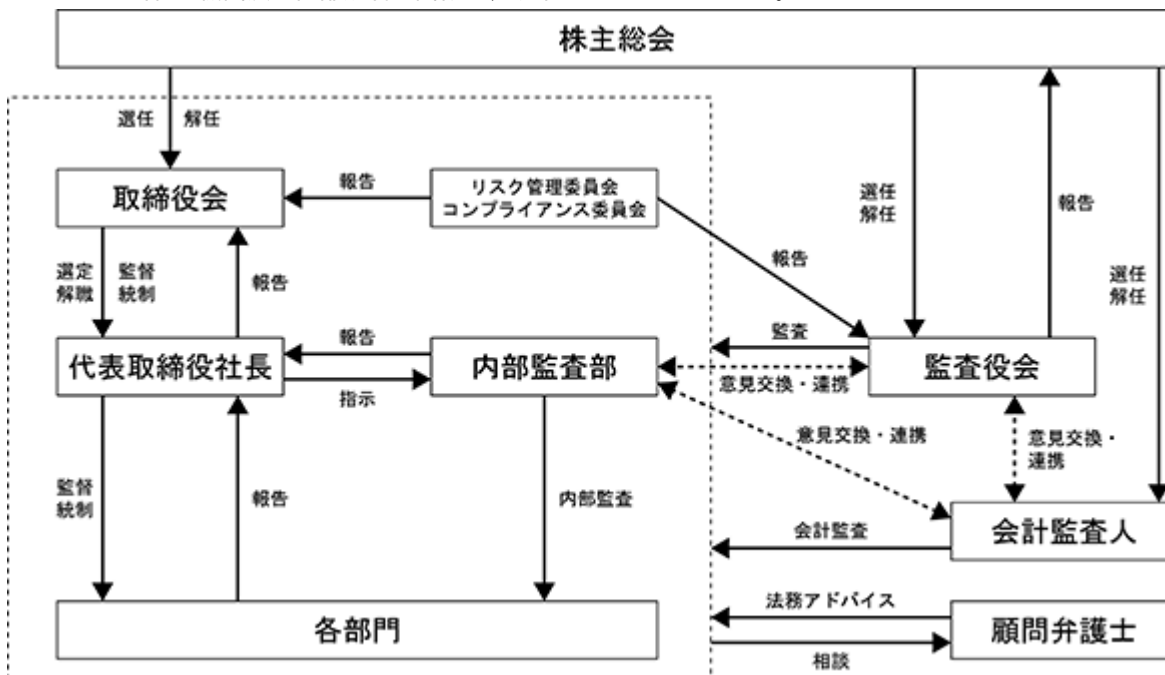 株主総会
選任 解任
取締役会
報告
リスク管理委員会
コンプライアンス委員会
選任
解任
報告
選任
解任
選定
解職
監督
統制
報告
報告
代表取締役社長
報告
指示
内部監査部
監査
意見交換・連携
監査役会
意見交換・連携
意見交換・
連携
監督
統制
報告
内部監査
会計監査
会計監査人
各部門
法務アドバイス
相談
顧問弁護士